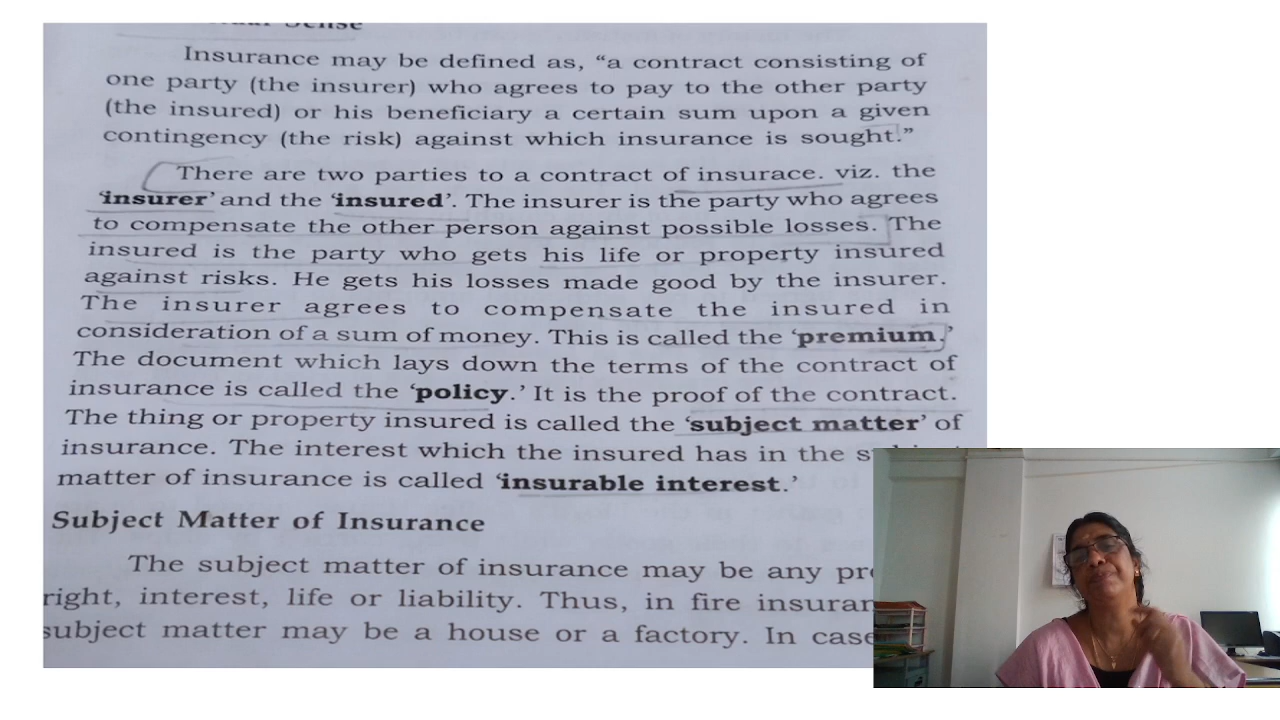 Sense
Insurance may be defined as, “a contract consisting of
one party (the insurer) who agrees to pay to the other party
(the insured) or his beneficiary a certain sum upon a given
contingency (the risk) against which insurance is sought.”
There are two parties to a contract of insurace. viz. the
‘insurer’ and the ‘insured’. The insurer is the party who agrees
to compensate the other person against possible losses. The
insured is the party who gets his life or property insured
against risks. He gets his losses made good by the insurer.
The insurer agrees to compensate the insured in
consideration of a sum of money. This is called the ‘premium.’
The document which lays down the terms of the contract of
insurance is called the ‘policy.’ It is the proof of the contract.
The thing or property insured is called the ‘subject matter’ of
insurance. The interest which the insured has in the
matter of insurance is called ‘insurable interest.’
Subject Matter of Insurance
The subject matter of insurance may be any
right, interest, life or liability. Thus, in fire
subject matter may be a house or a factory. In case